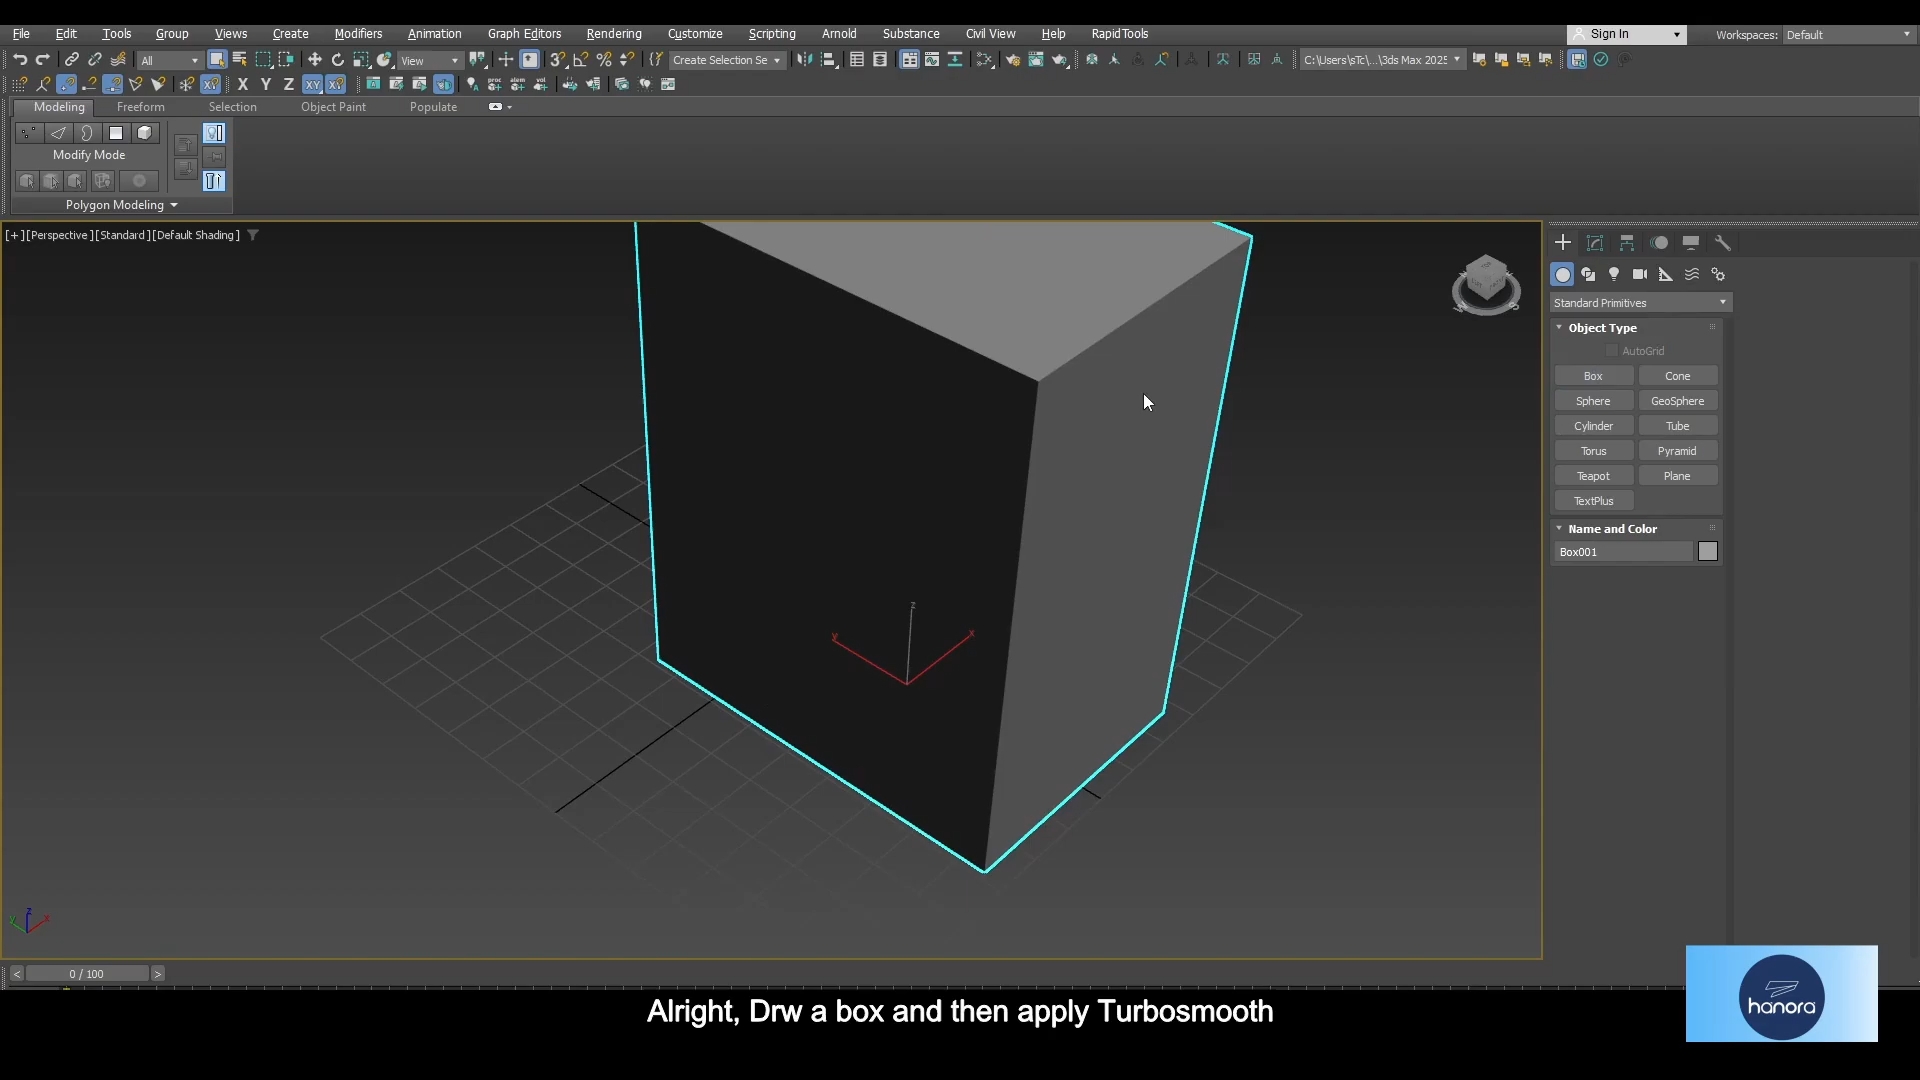 File Edit Tools Group Views Create Modifiers Animation Graph Editors Rendering Customize Scripting Arnold Substance Civil View Help RapidTools Sign In Workspaces: Default
All View Create Selection Se C:\Users\sTc\...\3ds Max 2025
X Y Z XY XY proc alem vol
Modeling Freeform Selection Object Paint Populate
Modify Mode
Polygon Modeling
[+][Perspective][Standard][Default Shading]
Standard Primitives
Object Type
AutoGrid
Box Cone
Sphere GeoSphere
Cylinder Tube
Torus Pyramid
Teapot Plane
TextPlus
Name and Color
Box001
z
y x
z
y x
W S
< 0 / 100 >
Alright, Drw a box and then apply Turbosmooth
hanora